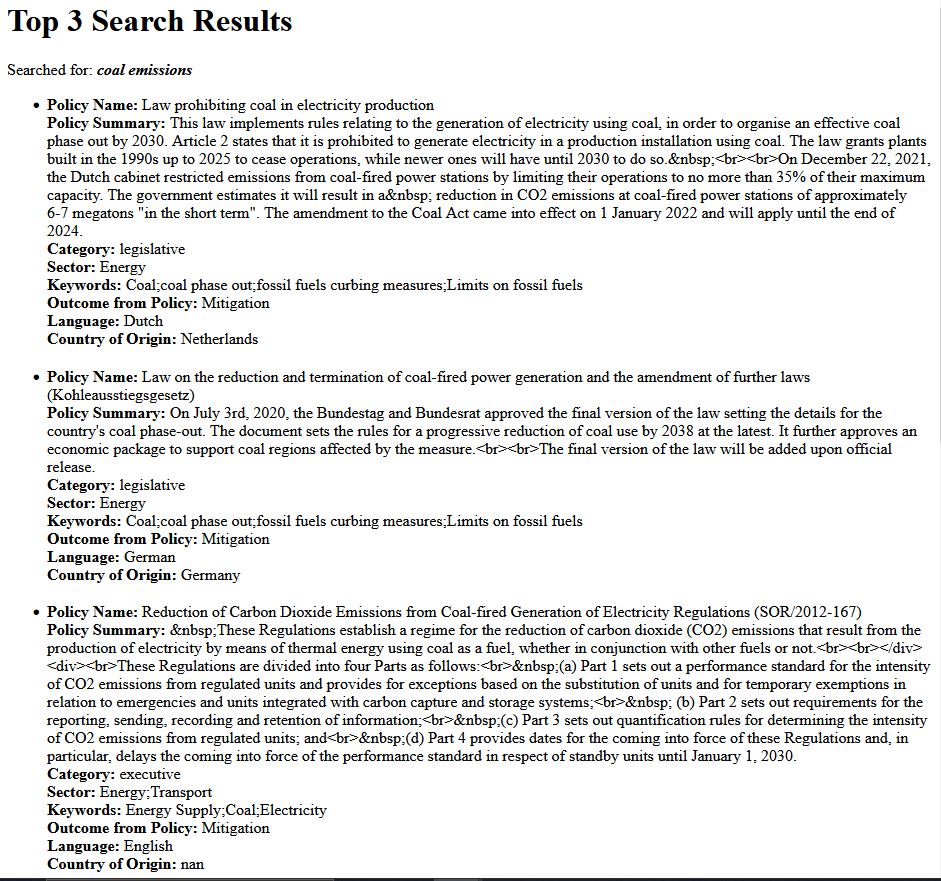 Top 3 Search Results
Searched for: coal emissions
• Policy Name: Law prohibiting coal in electricity production
Policy Summary: This law implements rules relating to the generation of electricity using coal, in order to organise an effective coal
phase out by 2030. Article 2 states that it is prohibited to generate electricity in a production installation using coal. The law grants plants
built in the 1990s up to 2025 to cease operations, while newer ones will have until 2030 to do so.&nbsp;<br><br>On December 22, 2021,
the Dutch cabinet restricted emissions from coal-fired power stations by limiting their operations to no more than 35% of their maximum
capacity. The government estimates it will result in a&nbsp; reduction in CO2 emissions at coal-fired power stations of approximately
6-7 megatons "in the short term". The amendment to the Coal Act came into effect on 1 January 2022 and will apply until the end of
2024.
Category: legislative
Sector: Energy
Keywords: Coal;coal phase out;fossil fuels curbing measures;Limits on fossil fuels
Outcome from Policy: Mitigation
Language: Dutch
Country of Origin: Netherlands
• Policy Name: Law on the reduction and termination of coal-fired power generation and the amendment of further laws
(Kohleausstiegsgesetz)
Policy Summary: On July 3rd, 2020, the Bundestag and Bundesrat approved the final version of the law setting the details for the
country's coal phase-out. The document sets the rules for a progressive reduction of coal use by 2038 at the latest. It further approves an
economic package to support coal regions affected by the measure.<br><br>The final version of the law will be added upon official
release.
Category: legislative
Sector: Energy
Keywords: Coal;coal phase out;fossil fuels curbing measures;Limits on fossil fuels
Outcome from Policy: Mitigation
Language: German
Country of Origin: Germany
• Policy Name: Reduction of Carbon Dioxide Emissions from Coal-fired Generation of Electricity Regulations (SOR/2012-167)
Policy Summary: &nbsp;These Regulations establish a regime for the reduction of carbon dioxide (CO2) emissions that result from the
production of electricity by means of thermal energy using coal as a fuel, whether in conjunction with other fuels or not.<br><br></div>
<div><br>These Regulations are divided into four Parts as follows:<br>&nbsp;(a) Part 1 sets out a performance standard for the intensity
of CO2 emissions from regulated units and provides for exceptions based on the substitution of units and for temporary exemptions in
relation to emergencies and units integrated with carbon capture and storage systems;<br>&nbsp; (b) Part 2 sets out requirements for the
reporting, sending, recording and retention of information;<br>&nbsp;(c) Part 3 sets out quantification rules for determining the intensity
of CO2 emissions from regulated units; and<br>&nbsp;(d) Part 4 provides dates for the coming into force of these Regulations and, in
particular, delays the coming into force of the performance standard in respect of standby units until January 1, 2030.
Category: executive
Sector: Energy;Transport
Keywords: Energy Supply;Coal;Electricity
Outcome from Policy: Mitigation
Language: English
Country of Origin: nan